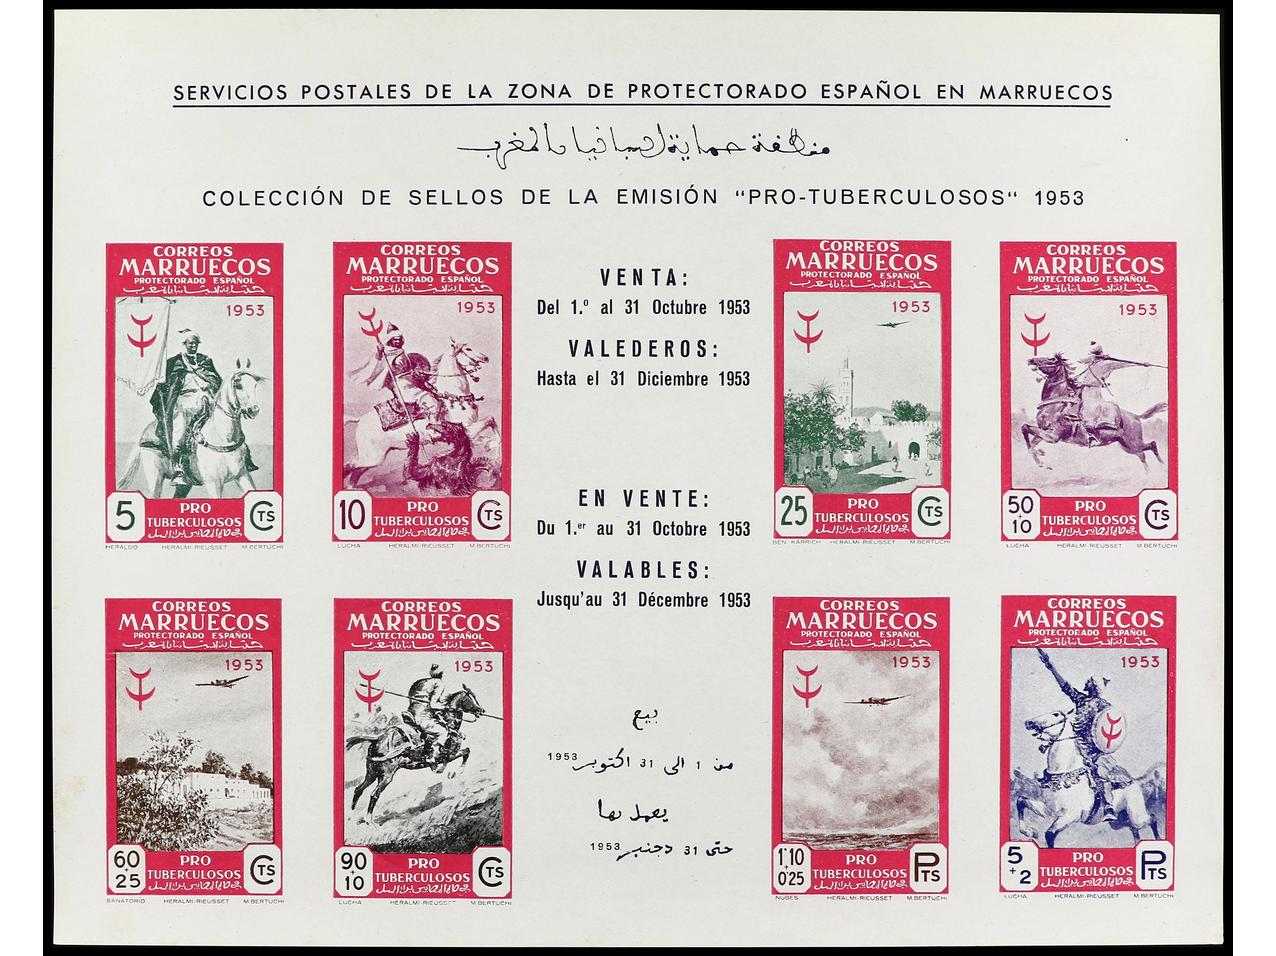 SERVICIOS POSTALES DE LA ZONA DE PROTECTORADO ESPAÑOL EN MARRUECOS
منطقة حماية اسبانيا بالمغرب
COLECCIÓN DE SELLOS DE LA EMISIÓN "PRO-TUBERCULOSOS" 1953
CORREOS
MARRUECOS
PROTECTORADO ESPAÑOL
1953
5 PRO CTS
TUBERCULOSOS
HERALDO HERALMI-RIEUSSET M.BERTUCHI
CORREOS
MARRUECOS
PROTECTORADO ESPAÑOL
1953
10 PRO CTS
TUBERCULOSOS
LUCHA HERALMI-RIEUSSET M.BERTUCHI
VENTA:
Del 1.º al 31 Octubre 1953
VALEDEROS:
Hasta el 31 Diciembre 1953
EN VENTE:
Du 1.er au 31 Octobre 1953
VALABLES:
Jusqu'au 31 Décembre 1953
CORREOS
MARRUECOS
PROTECTORADO ESPAÑOL
1953
25 PRO CTS
TUBERCULOSOS
BEN KARRICH HERALMI-RIEUSSET M.BERTUCHI
CORREOS
MARRUECOS
PROTECTORADO ESPAÑOL
1953
50+10 PRO CTS
TUBERCULOSOS
LUCHA HERALMI-RIEUSSET M.BERTUCHI
CORREOS
MARRUECOS
PROTECTORADO ESPAÑOL
1953
60+25 PRO CTS
TUBERCULOSOS
SANATORIO HERALMI-RIEUSSET M.BERTUCHI
CORREOS
MARRUECOS
PROTECTORADO ESPAÑOL
1953
90+10 PRO CTS
TUBERCULOSOS
LUCHA HERALMI-RIEUSSET M.BERTUCHI
بيع
من 1 الى 31 اكتوبر 1953
يعمل بها
حتى 31 دجنبر 1953
CORREOS
MARRUECOS
PROTECTORADO ESPAÑOL
1953
1'10+0'25 PRO PTS
TUBERCULOSOS
NUBES HERALMI-RIEUSSET M.BERTUCHI
CORREOS
MARRUECOS
PROTECTORADO ESPAÑOL
1953
5+2 PRO PTS
TUBERCULOSOS
LUCHA HERALMI-RIEUSSET M.BERTUCHI